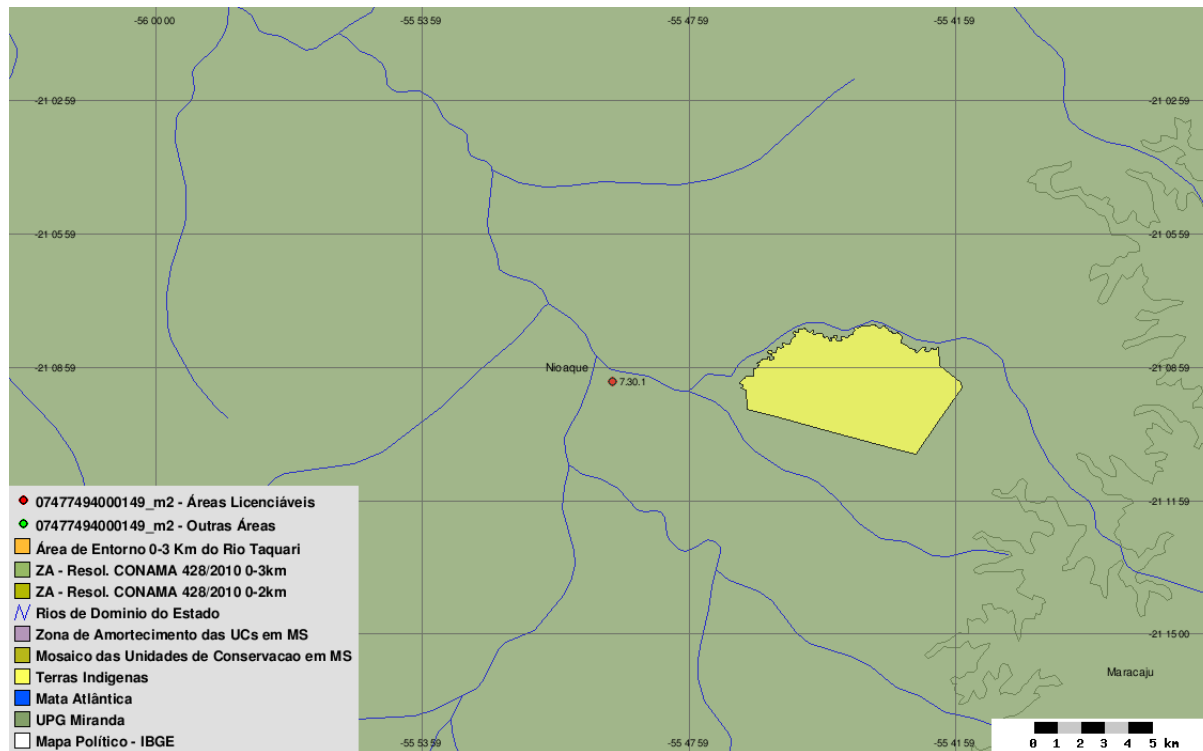 -56 00 00
-55 53 59
-55 47 59
-55 41 59
-21 02 59
-21 02 59
-21 05 59
-21 05 59
-21 08 59
Nioaque
7.30.1
-21 08 59
07477494000149_m2 - Áreas Licenciáveis
-21 11 59
07477494000149_m2 - Outras Áreas
Área de Entorno 0-3 Km do Rio Taquari
ZA - Resol. CONAMA 428/2010 0-3km
ZA - Resol. CONAMA 428/2010 0-2km
Rios de Dominio do Estado
Zona de Amortecimento das UCs em MS
-21 15 00
Mosaico das Unidades de Conservacao em MS
Terras Indigenas
Maracaju
Mata Atlântica
UPG Miranda
Mapa Político - IBGE
-55 53 59
-55 47 59
-55 41 59
0 1 2 3 4 5 km